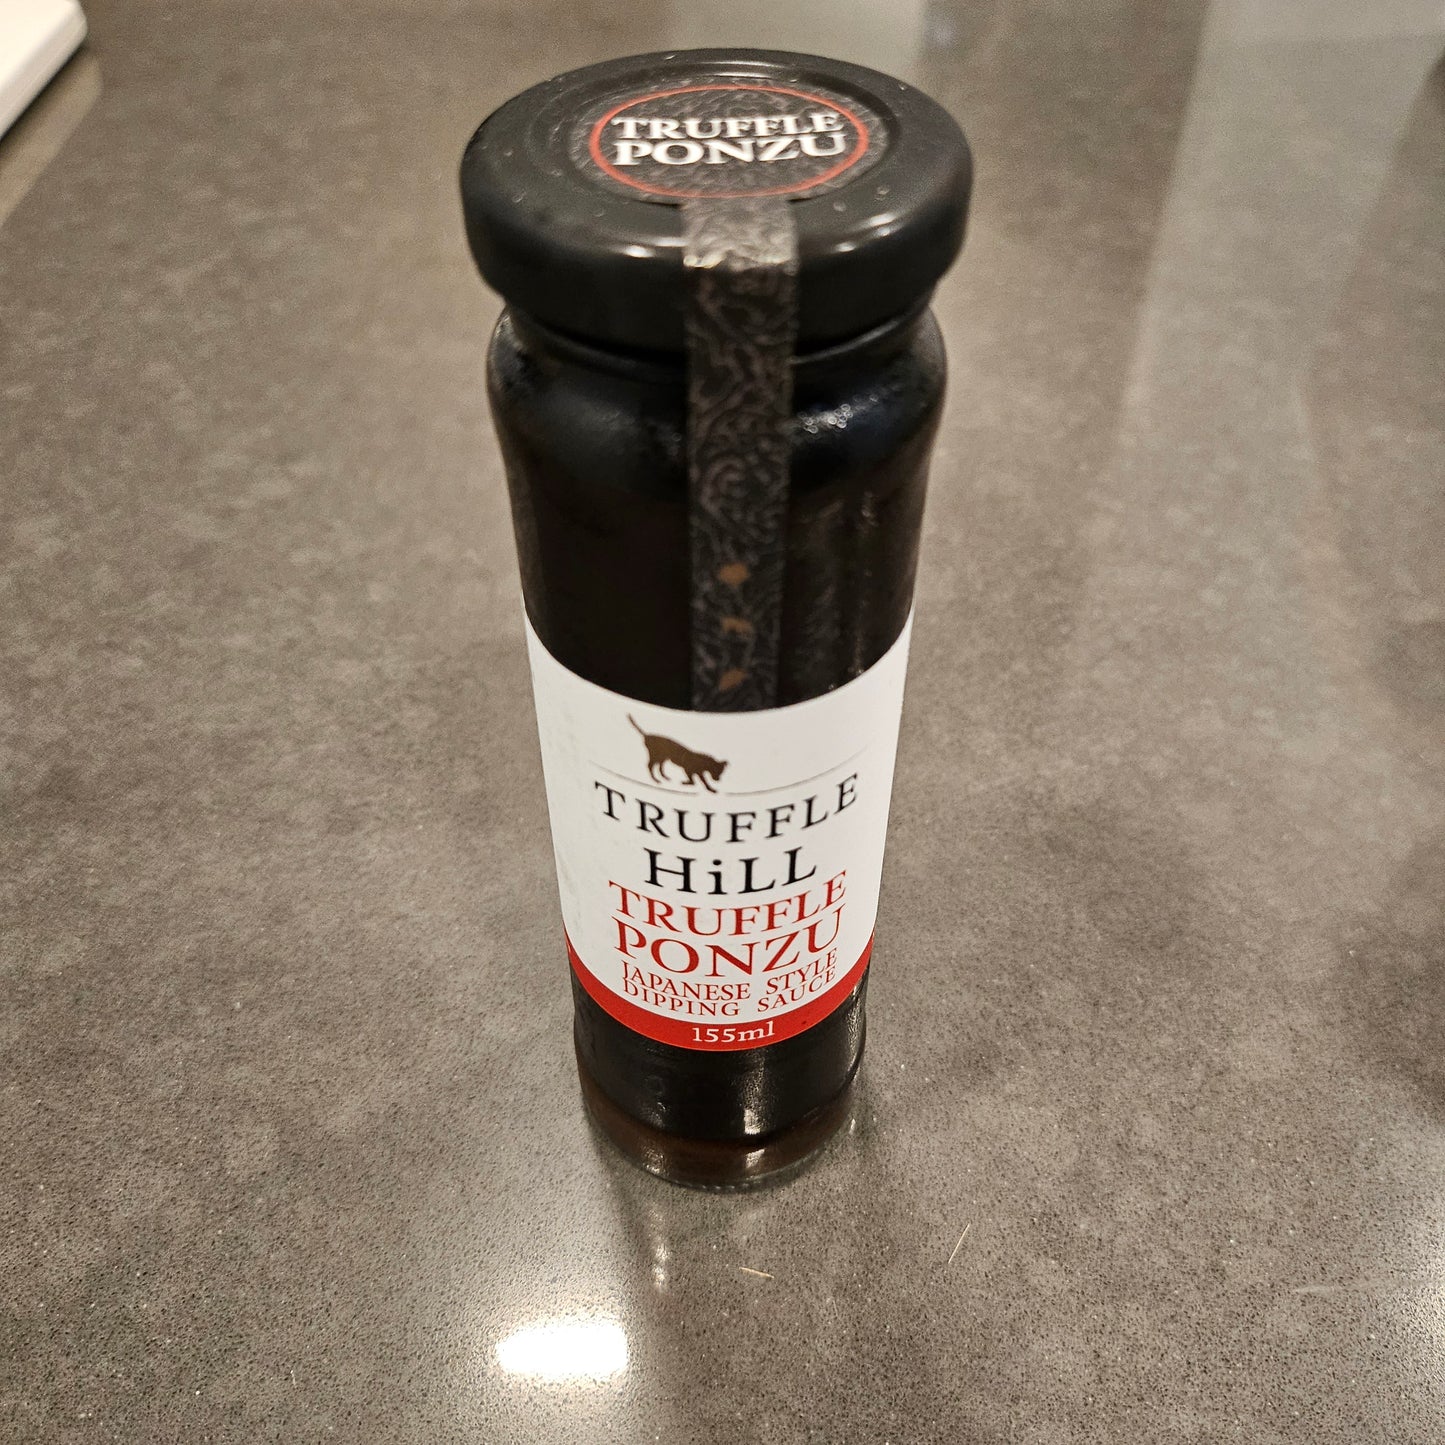 TRUFFLE
PONZU
TRUFFLE
HiLL
TRUFFLE
PONZU
JAPANESE STYLE
DIPPING SAUCE
155ml